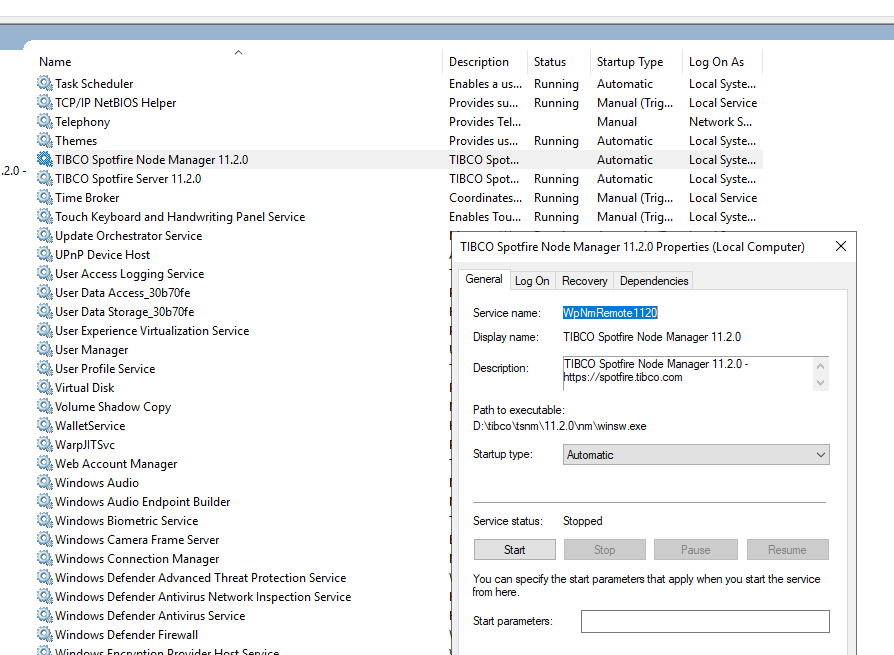 Name Description Status Startup Type Log On As
Task Scheduler Enables a us... Running Automatic Local Syste...
TCP/IP NetBIOS Helper Provides su... Running Manual (Trig... Local Service
Telephony Provides Tel... Manual Network S...
Themes Provides us... Running Automatic Local Syste...
TIBCO Spotfire Node Manager 11.2.0 TIBCO Spot... Automatic Local Syste...
.2.0 -
TIBCO Spotfire Server 11.2.0 TIBCO Spot... Running Automatic Local Syste...
Time Broker Coordinates... Running Manual (Trig... Local Service
Touch Keyboard and Handwriting Panel Service Enables Tou... Running Manual (Trig... Local Syste...
Update Orchestrator Service
UPnP Device Host
User Access Logging Service
User Data Access_30b70fe
User Data Storage_30b70fe
User Experience Virtualization Service
User Manager
User Profile Service
Virtual Disk
Volume Shadow Copy
WalletService
WarpJITSvc
Web Account Manager
Windows Audio
Windows Audio Endpoint Builder
Windows Biometric Service
Windows Camera Frame Server
Windows Connection Manager
Windows Defender Advanced Threat Protection Service
Windows Defender Antivirus Network Inspection Service
Windows Defender Antivirus Service
Windows Defender Firewall
Windows Encryption Provider Host Service
TIBCO Spotfire Node Manager 11.2.0 Properties (Local Computer)
General Log On Recovery Dependencies
Service name: WpNmRemote1120
Display name: TIBCO Spotfire Node Manager 11.2.0
Description: TIBCO Spotfire Node Manager 11.2.0 -
https://spotfire.tibco.com
Path to executable:
D:\tibco\tsnm\11.2.0\nm\winsw.exe
Startup type: Automatic
Service status: Stopped
Start Stop Pause Resume
You can specify the start parameters that apply when you start the service
from here.
Start parameters: